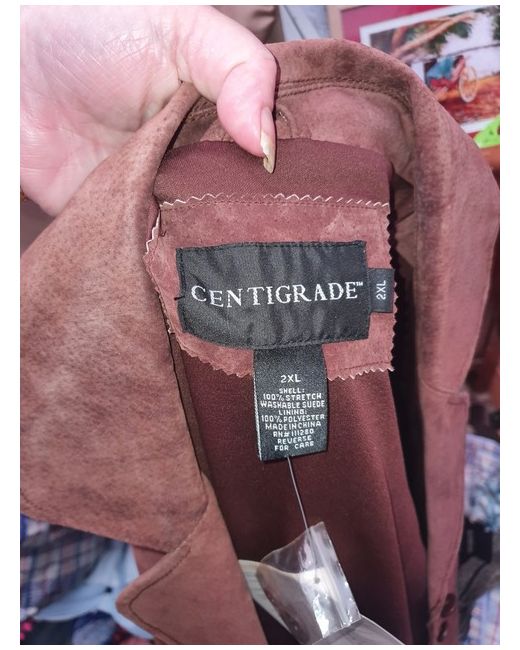 CENTIGRADE™
2XL
2XL
SHELL:
100% STRETCH
WASHABLE SUEDE
LINING:
100% POLYESTER
MADE IN CHINA
RN# 111280
REVERSE
FOR CARE